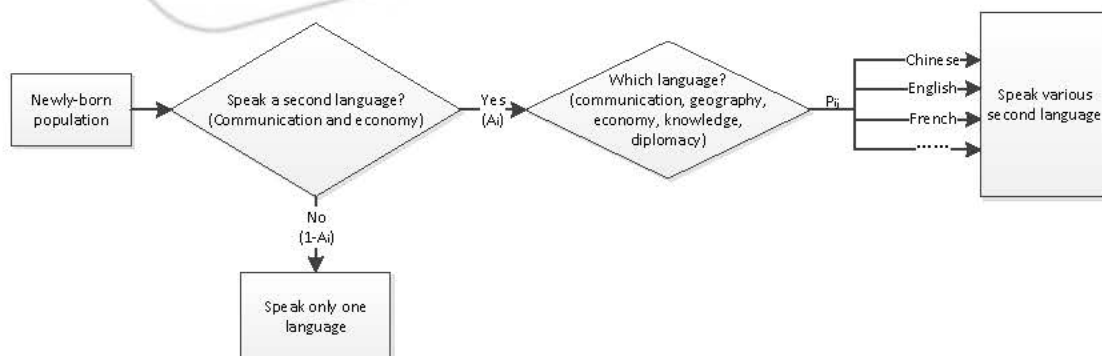 Newly-born
population
Speak a second language?
(Communication and economy)
Yes
(Ai)
Which language?
(communication, geography,
economy, knowledge,
diplomacy)
Pij
Chinese
English
French
......
Speak various
second language
No
(1-Ai)
Speak only one
language